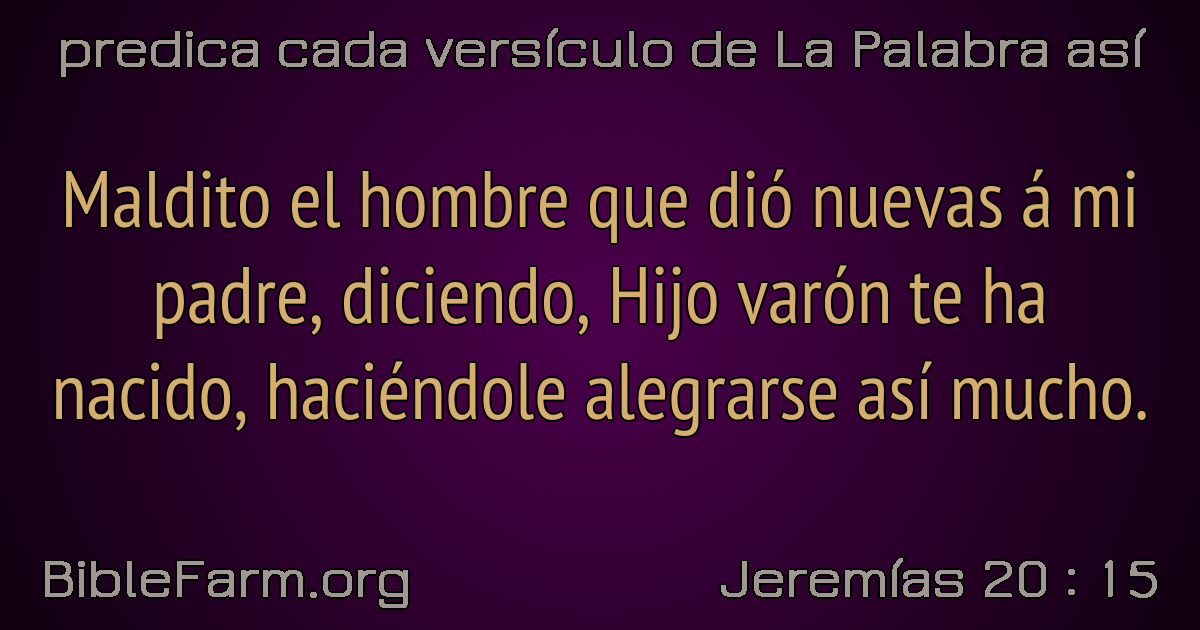 predica cada versículo de La Palabra así
Maldito el hombre que dió nuevas á mi
padre, diciendo, Hijo varón te ha
nacido, haciéndole alegrarse así mucho.
BibleFarm.org
Jeremías 20 : 15